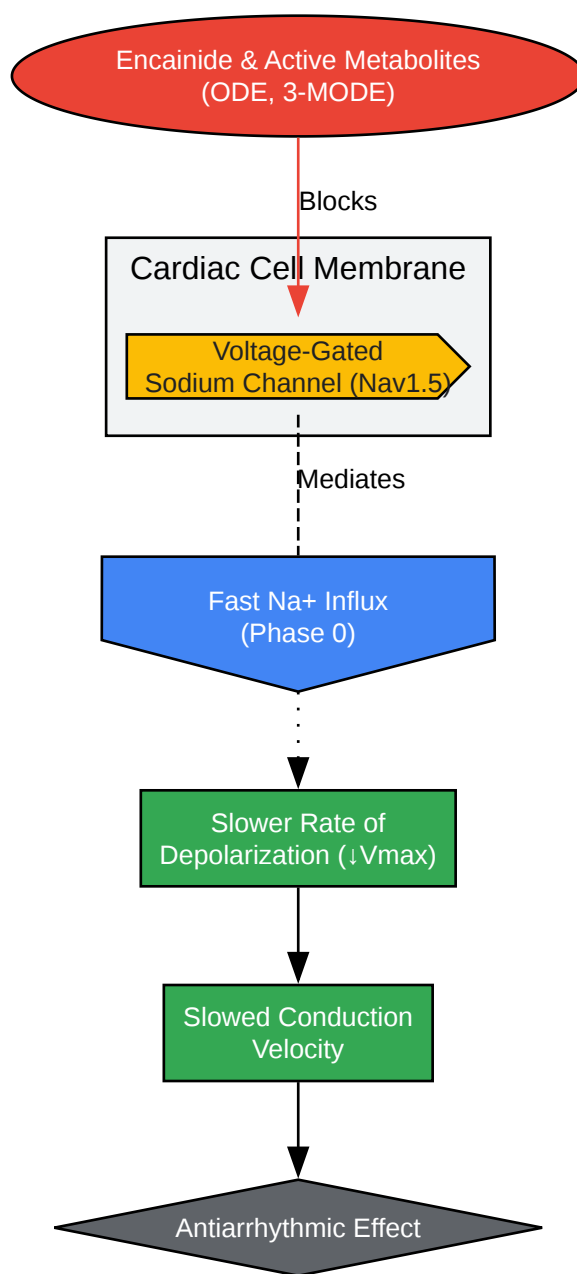 Encainide & Active Metabolites
(ODE, 3-MODE)
Blocks
Cardiac Cell Membrane
Voltage-Gated
Sodium Channel (Nav1.5)
Mediates
Fast Na+ Influx
(Phase 0)
Slower Rate of
Depolarization (↓Vmax)
Slowed Conduction
Velocity
Antiarrhythmic Effect